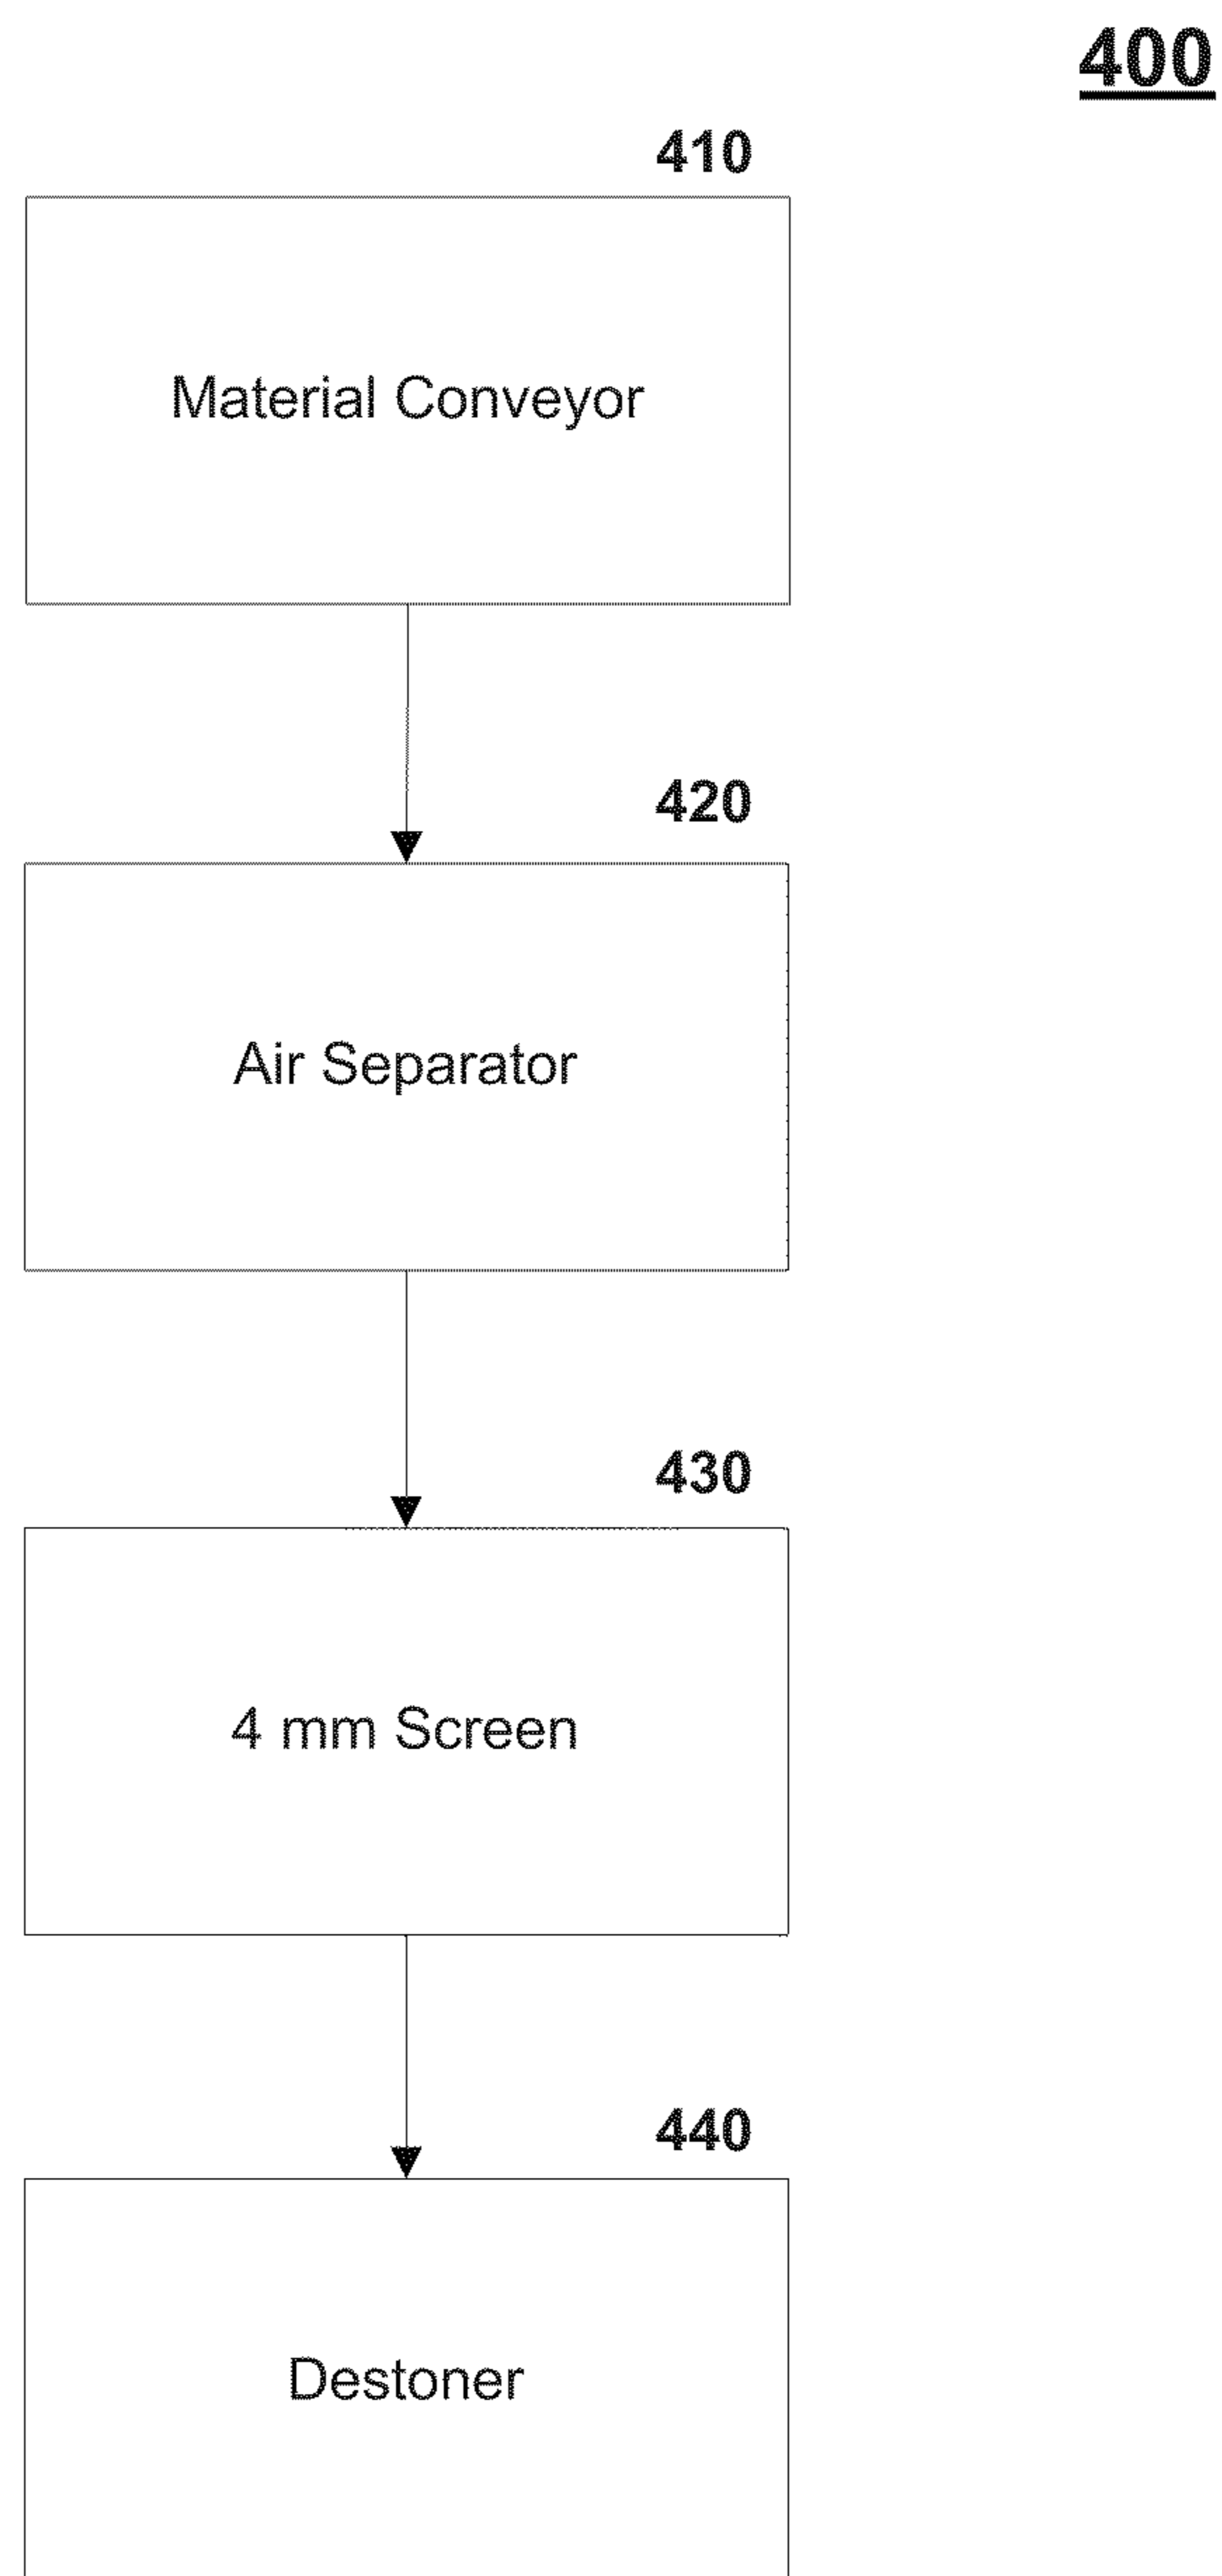 400
410
Material Conveyor
420
Air Separator
430
4 mm Screen
440
Destoner